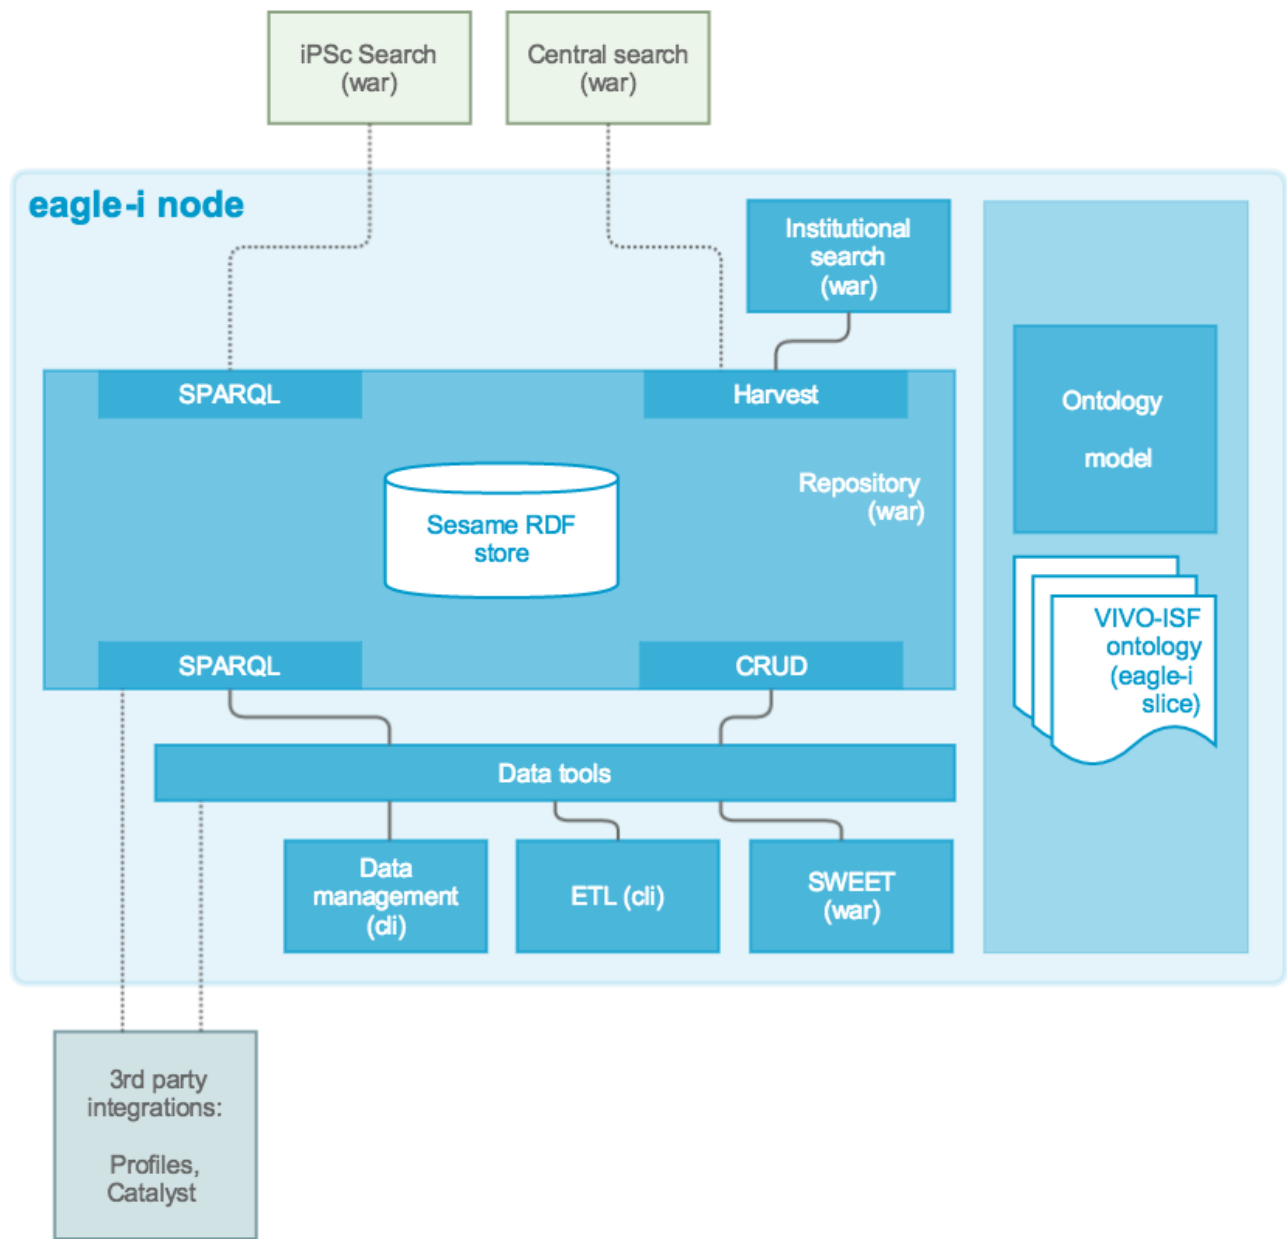 iPSc Search
(war)
Central search
(war)
eagle-i node
Institutional
search
(war)
SPARQL
Harvest
Ontology
model
Repository
(war)
Sesame RDF
store
VIVO-ISF
ontology
(eagle-i
slice)
SPARQL
CRUD
Data tools
Data
management
(cli)
ETL (cli)
SWEET
(war)
3rd party
integrations:
Profiles,
Catalyst